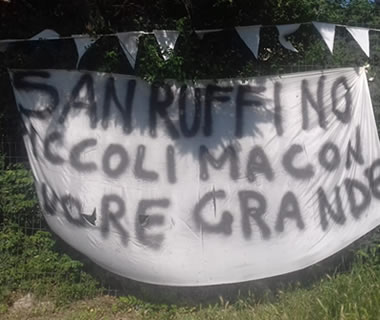 SAN RUFFINO
ICCOLI MA CON
UORE GRANDE